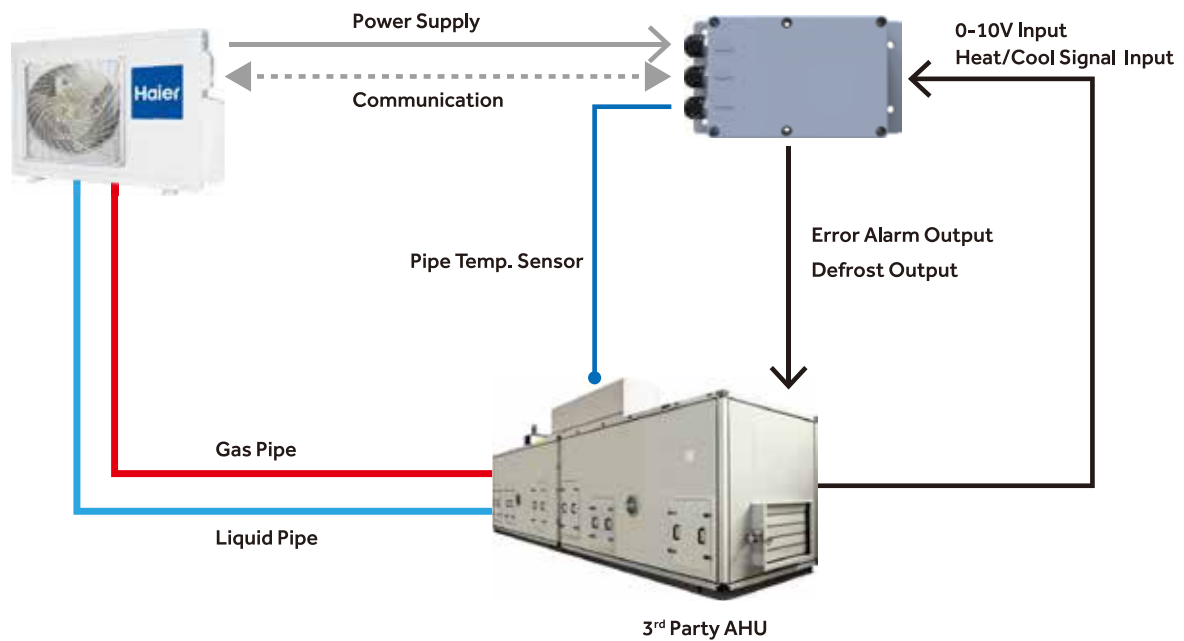 Power Supply
0-10V Input
Heat/Cool Signal Input
Haier
Communication
Error Alarm Output
Pipe Temp. Sensor
Defrost Output
Gas Pipe
Liquid Pipe
3rd Party AHU